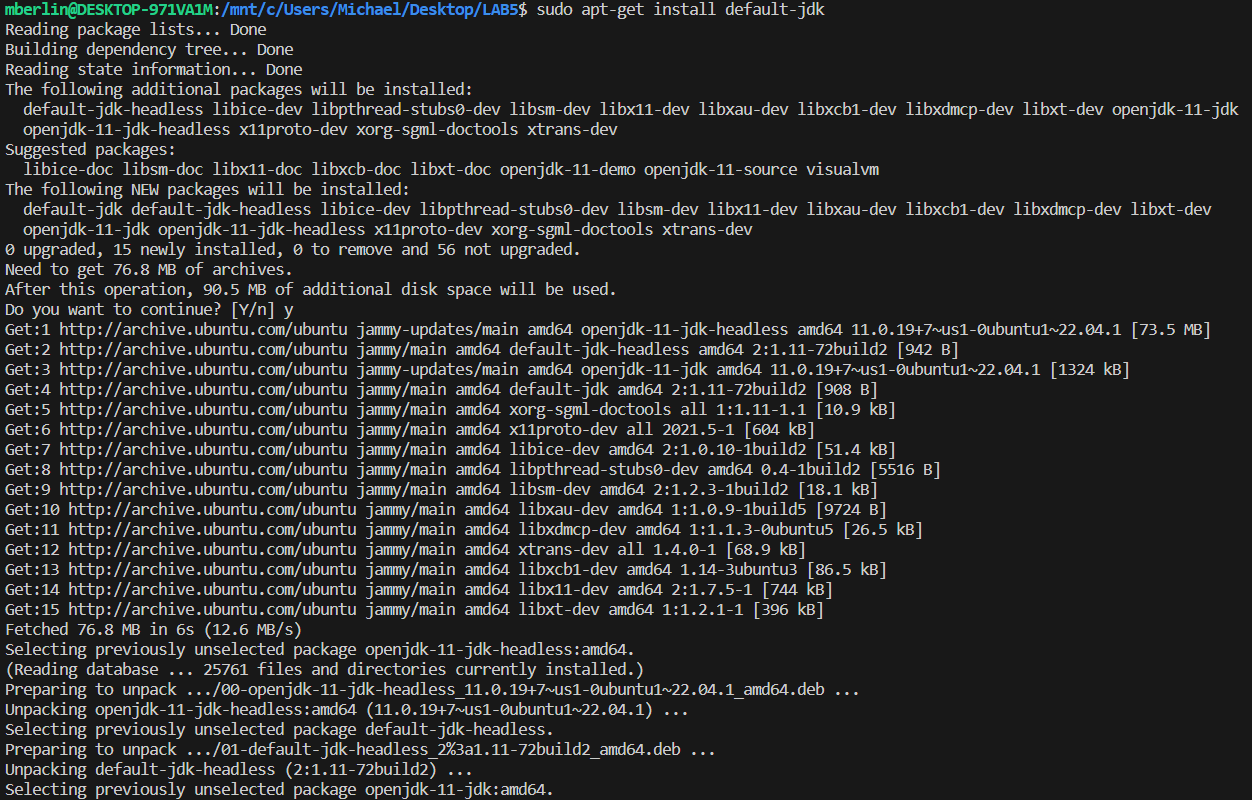 mberlin@DESKTOP-971VA1M:/mnt/c/Users/Michael/Desktop/LAB5$ sudo apt-get install default-jdk
Reading package lists... Done
Building dependency tree... Done
Reading state information... Done
The following additional packages will be installed:
  default-jdk-headless libice-dev libpthread-stubs0-dev libsm-dev libx11-dev libxau-dev libxcb1-dev libxdmcp-dev libxt-dev openjdk-11-jdk
  openjdk-11-jdk-headless x11proto-dev xorg-sgml-doctools xtrans-dev
Suggested packages:
  libice-doc libsm-doc libx11-doc libxcb-doc libxt-doc openjdk-11-demo openjdk-11-source visualvm
The following NEW packages will be installed:
  default-jdk default-jdk-headless libice-dev libpthread-stubs0-dev libsm-dev libx11-dev libxau-dev libxcb1-dev libxdmcp-dev libxt-dev
  openjdk-11-jdk openjdk-11-jdk-headless x11proto-dev xorg-sgml-doctools xtrans-dev
0 upgraded, 15 newly installed, 0 to remove and 56 not upgraded.
Need to get 76.8 MB of archives.
After this operation, 90.5 MB of additional disk space will be used.
Do you want to continue? [Y/n] y
Get:1 http://archive.ubuntu.com/ubuntu jammy-updates/main amd64 openjdk-11-jdk-headless amd64 11.0.19+7~us1-0ubuntu1~22.04.1 [73.5 MB]
Get:2 http://archive.ubuntu.com/ubuntu jammy/main amd64 default-jdk-headless amd64 2:1.11-72build2 [942 B]
Get:3 http://archive.ubuntu.com/ubuntu jammy-updates/main amd64 openjdk-11-jdk amd64 11.0.19+7~us1-0ubuntu1~22.04.1 [1324 kB]
Get:4 http://archive.ubuntu.com/ubuntu jammy/main amd64 default-jdk amd64 2:1.11-72build2 [908 B]
Get:5 http://archive.ubuntu.com/ubuntu jammy/main amd64 xorg-sgml-doctools all 1:1.11-1.1 [10.9 kB]
Get:6 http://archive.ubuntu.com/ubuntu jammy/main amd64 x11proto-dev all 2021.5-1 [604 kB]
Get:7 http://archive.ubuntu.com/ubuntu jammy/main amd64 libice-dev amd64 2:1.0.10-1build2 [51.4 kB]
Get:8 http://archive.ubuntu.com/ubuntu jammy/main amd64 libpthread-stubs0-dev amd64 0.4-1build2 [5516 B]
Get:9 http://archive.ubuntu.com/ubuntu jammy/main amd64 libsm-dev amd64 2:1.2.3-1build2 [18.1 kB]
Get:10 http://archive.ubuntu.com/ubuntu jammy/main amd64 libxau-dev amd64 1:1.0.9-1build5 [9724 B]
Get:11 http://archive.ubuntu.com/ubuntu jammy/main amd64 libxdmcp-dev amd64 1:1.1.3-0ubuntu5 [26.5 kB]
Get:12 http://archive.ubuntu.com/ubuntu jammy/main amd64 xtrans-dev all 1.4.0-1 [68.9 kB]
Get:13 http://archive.ubuntu.com/ubuntu jammy/main amd64 libxcb1-dev amd64 1.14-3ubuntu3 [86.5 kB]
Get:14 http://archive.ubuntu.com/ubuntu jammy/main amd64 libx11-dev amd64 2:1.7.5-1 [744 kB]
Get:15 http://archive.ubuntu.com/ubuntu jammy/main amd64 libxt-dev amd64 1:1.2.1-1 [396 kB]
Fetched 76.8 MB in 6s (12.6 MB/s)
Selecting previously unselected package openjdk-11-jdk-headless:amd64.
(Reading database ... 25761 files and directories currently installed.)
Preparing to unpack .../00-openjdk-11-jdk-headless_11.0.19+7~us1-0ubuntu1~22.04.1_amd64.deb ...
Unpacking openjdk-11-jdk-headless:amd64 (11.0.19+7~us1-0ubuntu1~22.04.1) ...
Selecting previously unselected package default-jdk-headless.
Preparing to unpack .../01-default-jdk-headless_2%3a1.11-72build2_amd64.deb ...
Unpacking default-jdk-headless (2:1.11-72build2) ...
Selecting previously unselected package openjdk-11-jdk:amd64.